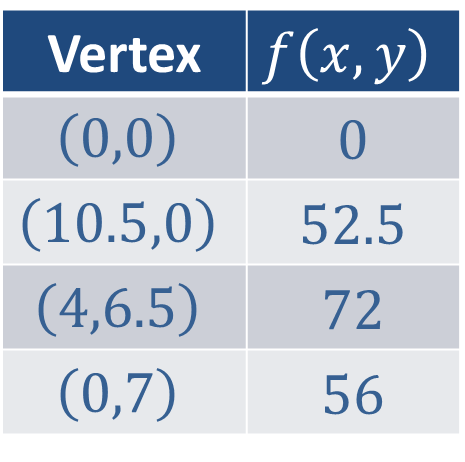 Vertex f(x, y)
(0,0) 0
(10.5,0) 52.5
(4,6.5) 72
(0,7) 56